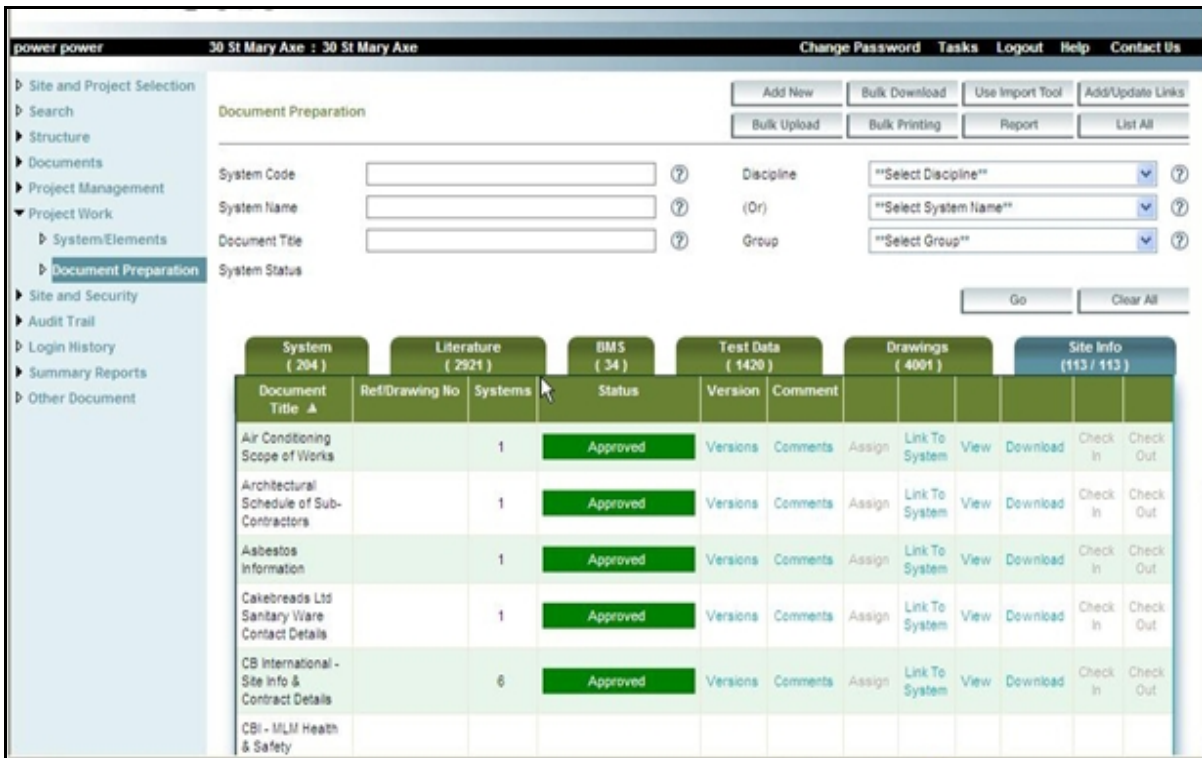 power power 30 St Mary Axe : 30 St Mary Axe Change Password Tasks Logout Help Contact Us
Site and Project Selection
Search
Structure
Documents
Project Management
Project Work
System/Elements
Document Preparation
Site and Security
Audit Trail
Login History
Summary Reports
Other Document
Document Preparation
Add New Bulk Download Use Import Tool Add/Update Links
Bulk Upload Bulk Printing Report List All
System Code ? Discipline **Select Discipline** ?
System Name ? (Or) **Select System Name** ?
Document Title ? Group **Select Group** ?
System Status
Go Clear All
System Literature BMS Test Data Drawings Site Info
( 204 ) ( 2921 ) ( 34 ) ( 1420 ) ( 4001 ) (113 / 113 )
Document Ref/Drawing No Systems Status Version Comment
Title
Air Conditioning
Scope of Works
1 Approved Versions Comments Assign Link To System View Download Check In Check Out
Architectural
Schedule of Sub-
Contractors
1 Approved Versions Comments Assign Link To System View Download Check In Check Out
Asbestos
Information
1 Approved Versions Comments Assign Link To System View Download Check In Check Out
Cakebreads Ltd
Sanitary Ware
Contact Details
1 Approved Versions Comments Assign Link To System View Download Check In Check Out
CB International -
Site Info &
Contract Details
6 Approved Versions Comments Assign Link To System View Download Check In Check Out
CBI - MLM Health
& Safety